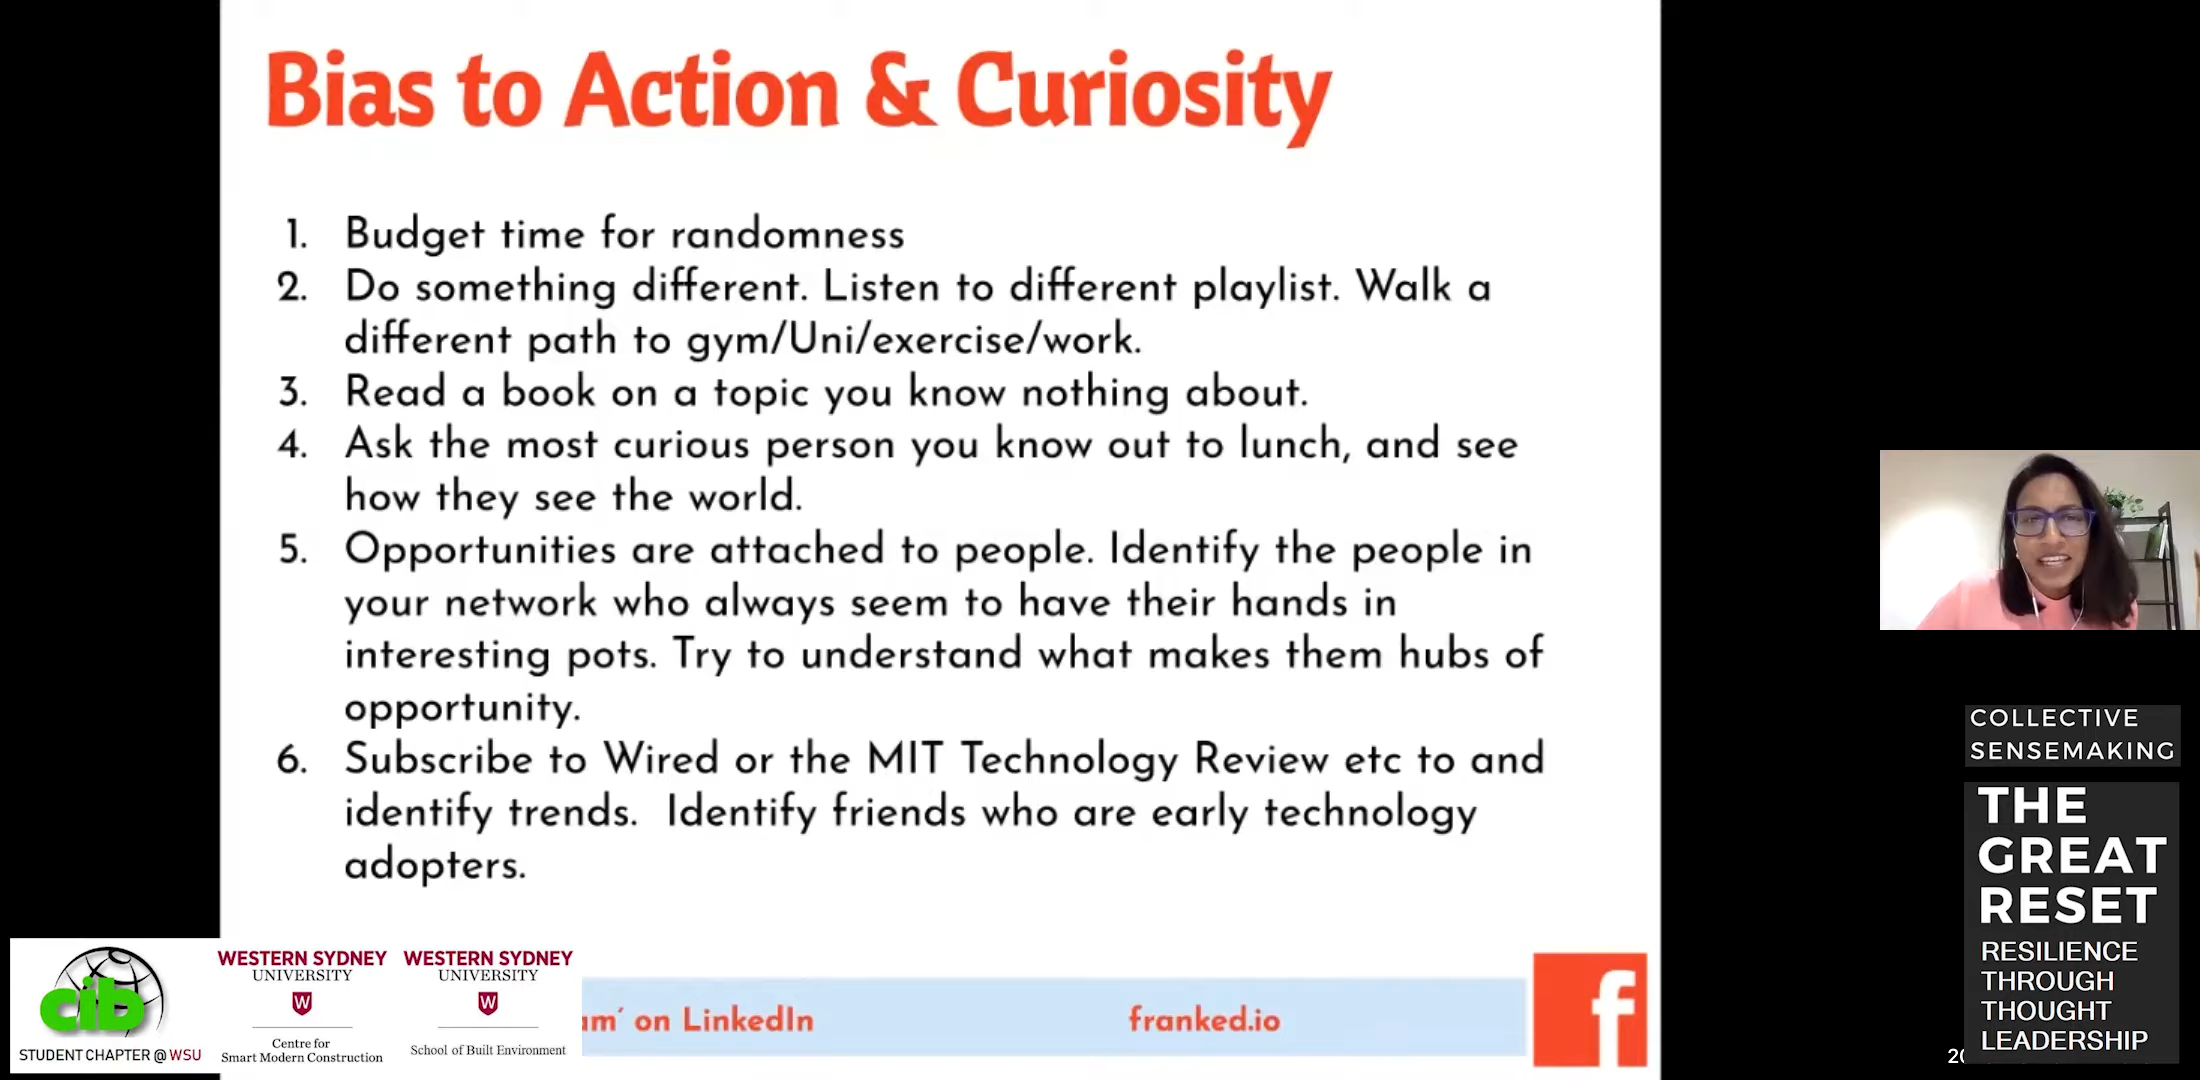 Bias to Action & Curiosity
1. Budget time for randomness
2. Do something different. Listen to different playlist. Walk a
different path to gym/Uni/exercise/work.
3. Read a book on a topic you know nothing about.
4. Ask the most curious person you know out to lunch, and see
how they see the world.
5. Opportunities are attached to people. Identify the people in
your network who always seem to have their hands in
interesting pots. Try to understand what makes them hubs of
opportunity.
6. Subscribe to Wired or the MIT Technology Review etc to and
identify trends.  Identify friends who are early technology
adopters.
COLLECTIVE
SENSEMAKING
THE
GREAT
RESET
RESILIENCE
THROUGH
THOUGHT
LEADERSHIP
cib
STUDENT CHAPTER @ WSU
WESTERN SYDNEY
UNIVERSITY
W
Centre for
Smart Modern Construction
WESTERN SYDNEY
UNIVERSITY
W
School of Built Environment
on LinkedIn
franked.io
f